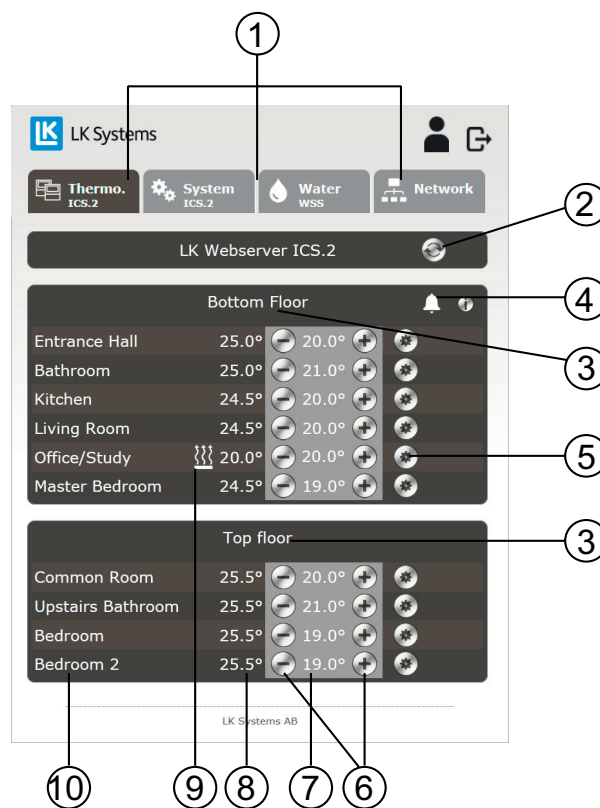 1
LK LK Systems
Thermo. System Water Network
ICS.2 ICS.2 WSS
2
LK Webserver ICS.2
Bottom Floor i 4
3
Entrance Hall 25.0° − 20.0° +
Bathroom 25.0° − 21.0° +
Kitchen 24.5° − 20.0° +
Living Room 24.5° − 20.0° +
Office/Study 20.0° − 20.0° + 5
Master Bedroom 24.5° − 19.0° +
Top floor 3
Common Room 25.5° − 20.0° +
Upstairs Bathroom 25.5° − 21.0° +
Bedroom 25.5° − 19.0° +
Bedroom 2 25.5° − 19.0° +
LK Systems AB
10 9 8 7 6